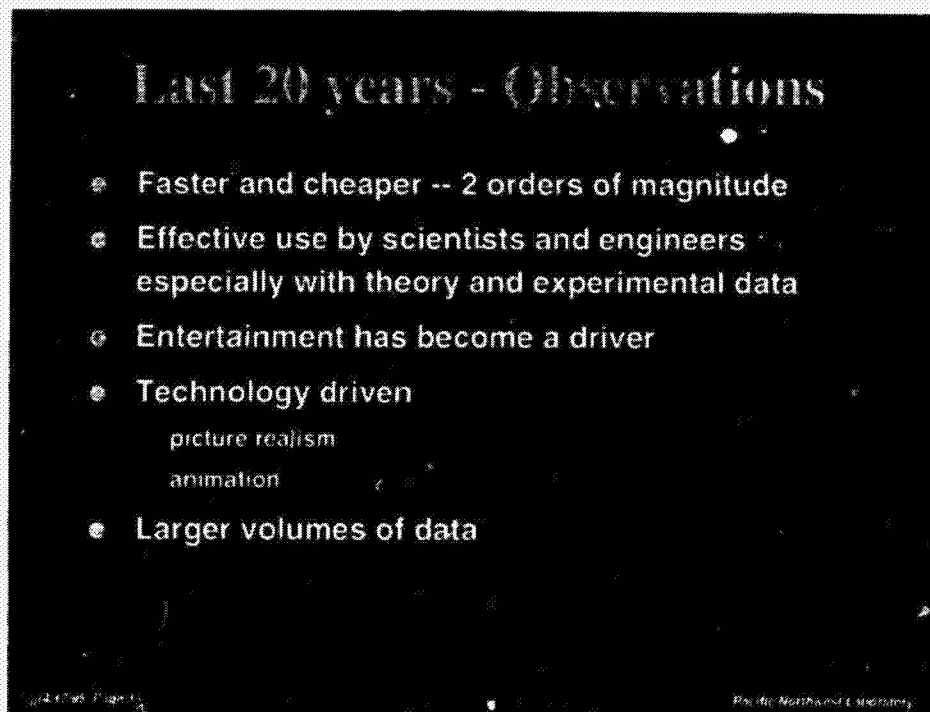 Last 20 years - Observations
Faster and cheaper -- 2 orders of magnitude
Effective use by scientists and engineers
especially with theory and experimental data
Entertainment has become a driver
Technology driven
picture realism
animation
Larger volumes of data
Pacific Northwest Laboratory